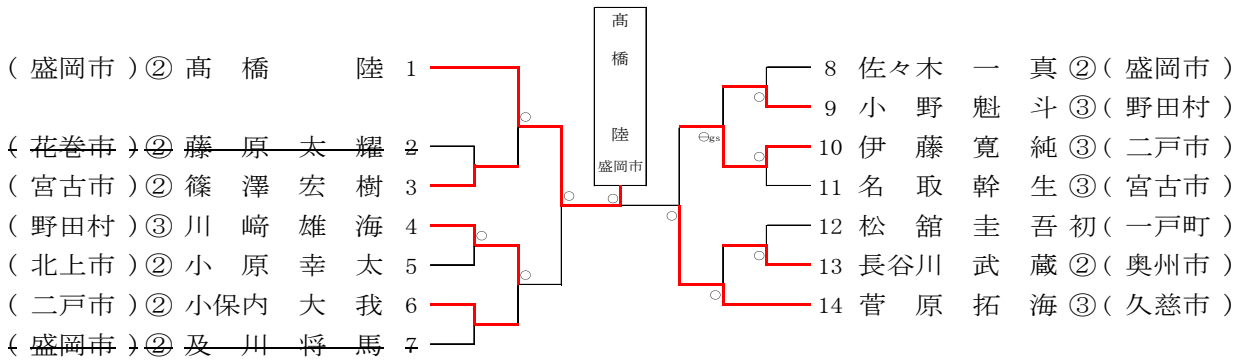 髙橋陸
盛岡市
( 盛岡市 ) ② 髙橋 陸 1
( 花巻市 ) ② 藤原太耀 2
( 宮古市 ) ② 篠澤宏樹 3
( 野田村 ) ③ 川﨑雄海 4
( 北上市 ) ② 小原幸太 5
( 二戸市 ) ② 小保内大我 6
( 盛岡市 ) ② 及川将馬 7
8 佐々木一真 ② ( 盛岡市 )
9 小野魁斗 ③ ( 野田村 )
10 伊藤寛純 ③ ( 二戸市 )
11 名取幹生 ③ ( 宮古市 )
12 松舘圭吾 初 ( 一戸町 )
13 長谷川武蔵 ② ( 奥州市 )
14 菅原拓海 ③ ( 久慈市 )
○gs